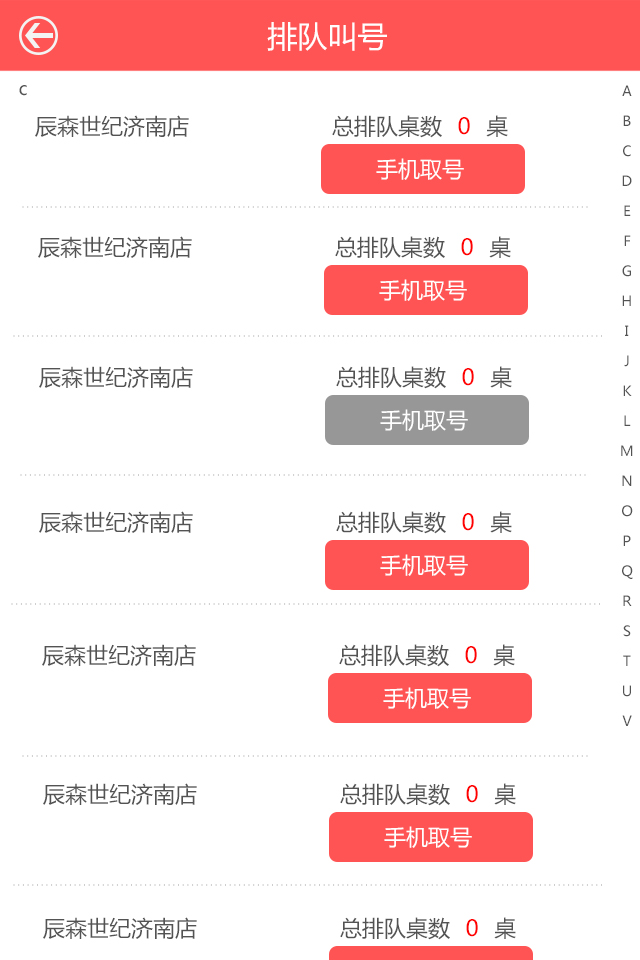 排队叫号
C
辰森世纪济南店 总排队桌数 0 桌
手机取号
辰森世纪济南店 总排队桌数 0 桌
手机取号
辰森世纪济南店 总排队桌数 0 桌
手机取号
辰森世纪济南店 总排队桌数 0 桌
手机取号
辰森世纪济南店 总排队桌数 0 桌
手机取号
辰森世纪济南店 总排队桌数 0 桌
手机取号
辰森世纪济南店 总排队桌数 0 桌
A
B
C
D
E
F
G
H
I
J
K
L
M
N
O
P
Q
R
S
T
U
V